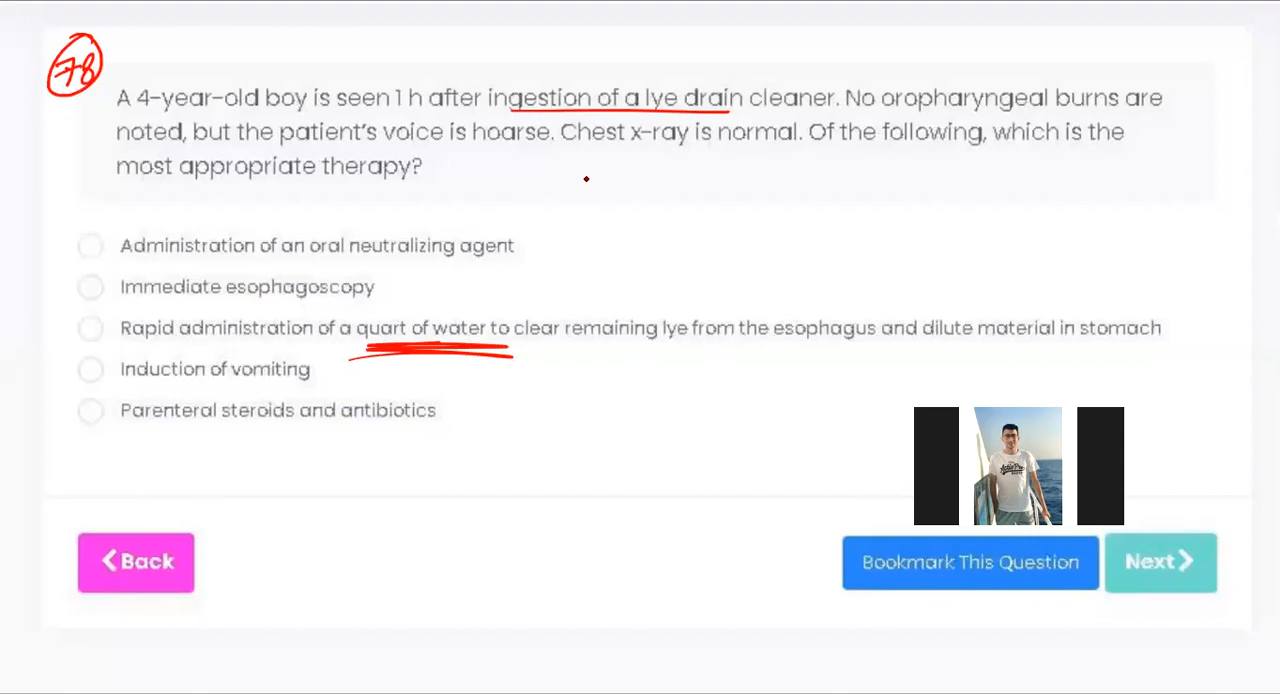 78
A 4-year-old boy is seen 1 h after ingestion of a lye drain cleaner. No oropharyngeal burns are
noted, but the patient's voice is hoarse. Chest x-ray is normal. Of the following, which is the
most appropriate therapy?
Administration of an oral neutralizing agent
Immediate esophagoscopy
Rapid administration of a quart of water to clear remaining lye from the esophagus and dilute material in stomach
Induction of vomiting
Parenteral steroids and antibiotics
Back
Bookmark This Question
Next